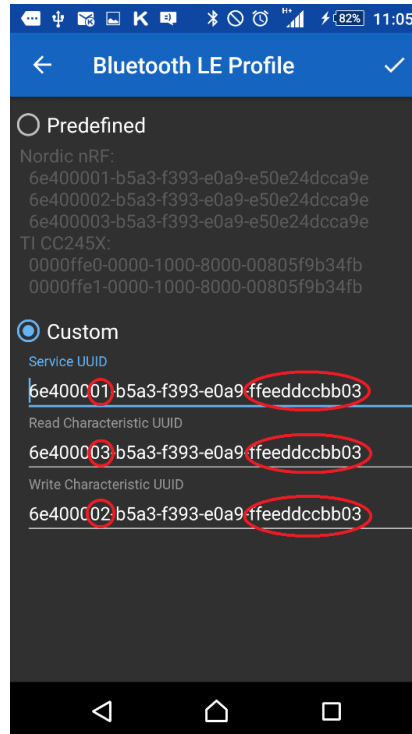 H+
82%
11:05
Bluetooth LE Profile
Predefined
Nordic nRF:
6e400001-b5a3-f393-e0a9-e50e24dcca9e
6e400002-b5a3-f393-e0a9-e50e24dcca9e
6e400003-b5a3-f393-e0a9-e50e24dcca9e
TI CC245X:
0000ffe0-0000-1000-8000-00805f9b34fb
0000ffe1-0000-1000-8000-00805f9b34fb
Custom
Service UUID
6e400001-b5a3-f393-e0a9-ffeeddccbb03
Read Characteristic UUID
6e400003-b5a3-f393-e0a9-ffeeddccbb03
Write Characteristic UUID
6e400002-b5a3-f393-e0a9-ffeeddccbb03